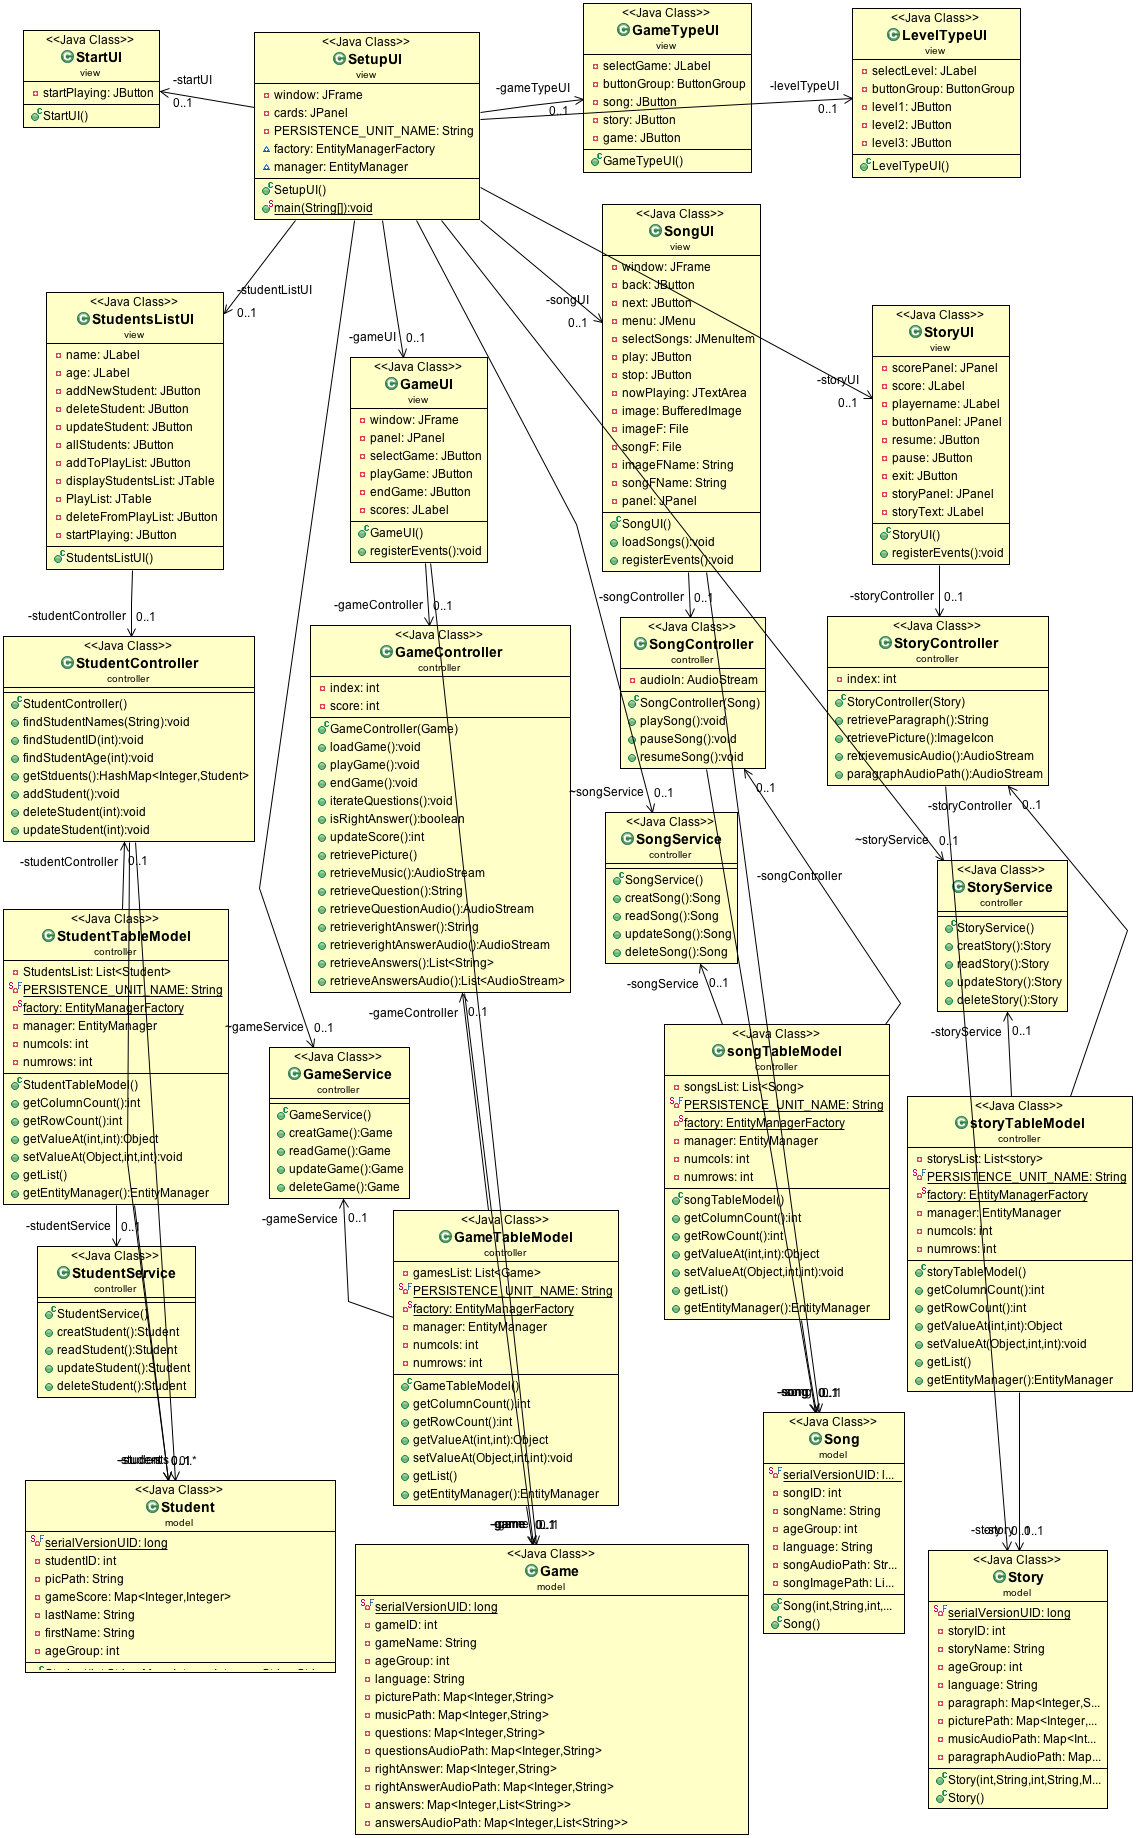 <<Java Class>>
StartUI
view
startPlaying: JButton
StartUI()
-startUI
0..1
<<Java Class>>
SetupUI
view
window: JFrame
cards: JPanel
PERSISTENCE_UNIT_NAME: String
factory: EntityManagerFactory
manager: EntityManager
SetupUI()
main(String[]):void
-gameTypeUI
0..1
<<Java Class>>
GameTypeUI
view
selectGame: JLabel
buttonGroup: ButtonGroup
song: JButton
story: JButton
game: JButton
GameTypeUI()
-levelTypeUI
0..1
<<Java Class>>
LevelTypeUI
view
selectLevel: JLabel
buttonGroup: ButtonGroup
level1: JButton
level2: JButton
level3: JButton
LevelTypeUI()
-studentListUI
0..1
<<Java Class>>
StudentsListUI
view
name: JLabel
age: JLabel
addNewStudent: JButton
deleteStudent: JButton
updateStudent: JButton
allStudents: JButton
addToPlayList: JButton
displayStudentsList: JTable
PlayList: JTable
deleteFromPlayList: JButton
startPlaying: JButton
StudentsListUI()
-gameUI
0..1
<<Java Class>>
GameUI
view
window: JFrame
panel: JPanel
selectGame: JButton
playGame: JButton
endGame: JButton
scores: JLabel
GameUI()
registerEvents():void
-songUI
0..1
<<Java Class>>
SongUI
view
window: JFrame
back: JButton
next: JButton
menu: JMenu
selectSongs: JMenuItem
play: JButton
stop: JButton
nowPlaying: JTextArea
image: BufferedImage
imageF: File
songF: File
imageFName: String
songFName: String
panel: JPanel
SongUI()
loadSongs():void
registerEvents():void
-storyUI
0..1
<<Java Class>>
StoryUI
view
scorePanel: JPanel
score: JLabel
playername: JLabel
buttonPanel: JPanel
resume: JButton
pause: JButton
exit: JButton
storyPanel: JPanel
storyText: JLabel
StoryUI()
registerEvents():void
-studentController
0..1
<<Java Class>>
StudentController
controller
StudentController()
findStudentNames(String):void
findStudentID(int):void
findStudentAge(int):void
getStduents():HashMap<Integer,Student>
addStudent():void
deleteStudent(int):void
updateStudent(int):void
-gameController
0..1
<<Java Class>>
GameController
controller
index: int
score: int
GameController(Game)
loadGame():void
playGame():void
endGame():void
iterateQuestions():void
isRightAnswer():boolean
updateScore():int
retrievePicture()
retrieveMusic():AudioStream
retrieveQuestion():String
retrieveQuestionAudio():AudioStream
retrieverightAnswer():String
retrieverightAnswerAudio():AudioStream
retrieveAnswers():List<String>
retrieveAnswersAudio():List<AudioStream>
-songController
0..1
<<Java Class>>
SongController
controller
audioIn: AudioStream
SongController(Song)
playSong():void
pauseSong():void
resumeSong():void
-storyController
0..1
<<Java Class>>
StoryController
controller
index: int
StoryController(Story)
retrieveParagraph():String
retrievePicture():ImageIcon
retrievemusicAudio():AudioStream
paragraphAudioPath():AudioStream
~songService
0..1
<<Java Class>>
SongService
controller
SongService()
creatSong():Song
readSong():Song
updateSong():Song
deleteSong():Song
-songController
0..1
-storyController
0..1
~storyService
0..1
<<Java Class>>
StoryService
controller
StoryService()
creatStory():Story
readStory():Story
updateStory():Story
deleteStory():Story
-studentController
0..1
<<Java Class>>
StudentTableModel
controller
StudentsList: List<Student>
PERSISTENCE_UNIT_NAME: String
factory: EntityManagerFactory
manager: EntityManager
numcols: int
numrows: int
StudentTableModel()
getColumnCount():int
getRowCount():int
getValueAt(int,int):Object
setValueAt(Object,int,int):void
getList()
getEntityManager():EntityManager
~gameService
0..1
<<Java Class>>
GameService
controller
GameService()
creatGame():Game
readGame():Game
updateGame():Game
deleteGame():Game
-gameController
0..1
-songService
0..1
<<Java Class>>
songTableModel
controller
songsList: List<Song>
PERSISTENCE_UNIT_NAME: String
factory: EntityManagerFactory
manager: EntityManager
numcols: int
numrows: int
songTableModel()
getColumnCount():int
getRowCount():int
getValueAt(int,int):Object
setValueAt(Object,int,int):void
getList()
getEntityManager():EntityManager
-storyService
0..1
<<Java Class>>
storyTableModel
controller
storysList: List<story>
PERSISTENCE_UNIT_NAME: String
factory: EntityManagerFactory
manager: EntityManager
numcols: int
numrows: int
storyTableModel()
getColumnCount():int
getRowCount():int
getValueAt(int,int):Object
setValueAt(Object,int,int):void
getList()
getEntityManager():EntityManager
-studentService
0..1
<<Java Class>>
StudentService
controller
StudentService()
creatStudent():Student
readStudent():Student
updateStudent():Student
deleteStudent():Student
-gameService
0..1
<<Java Class>>
GameTableModel
controller
gamesList: List<Game>
PERSISTENCE_UNIT_NAME: String
factory: EntityManagerFactory
manager: EntityManager
numcols: int
numrows: int
GameTableModel()
getColumnCount():int
getRowCount():int
getValueAt(int,int):Object
setValueAt(Object,int,int):void
getList()
getEntityManager():EntityManager
<<Java Class>>
Student
model
serialVersionUID: long
studentID: int
picPath: String
gameScore: Map<Integer,Integer>
lastName: String
firstName: String
ageGroup: int
-game 0..1
<<Java Class>>
Game
model
serialVersionUID: long
gameID: int
gameName: String
ageGroup: int
language: String
picturePath: Map<Integer,String>
musicPath: Map<Integer,String>
questions: Map<Integer,String>
questionsAudioPath: Map<Integer,String>
rightAnswer: Map<Integer,String>
rightAnswerAudioPath: Map<Integer,String>
answers: Map<Integer,List<String>>
answersAudioPath: Map<Integer,List<String>>
-song 0..1
<<Java Class>>
Song
model
serialVersionUID: l...
songID: int
songName: String
ageGroup: int
language: String
songAudioPath: Str...
songImagePath: Li...
Song(int,String,int,...
Song()
-story 0..1
<<Java Class>>
Story
model
serialVersionUID: long
storyID: int
storyName: String
ageGroup: int
language: String
paragraph: Map<Integer,S...
picturePath: Map<Integer,...
musicAudioPath: Map<Int...
paragraphAudioPath: Map...
Story(int,String,int,String,M...
Story()